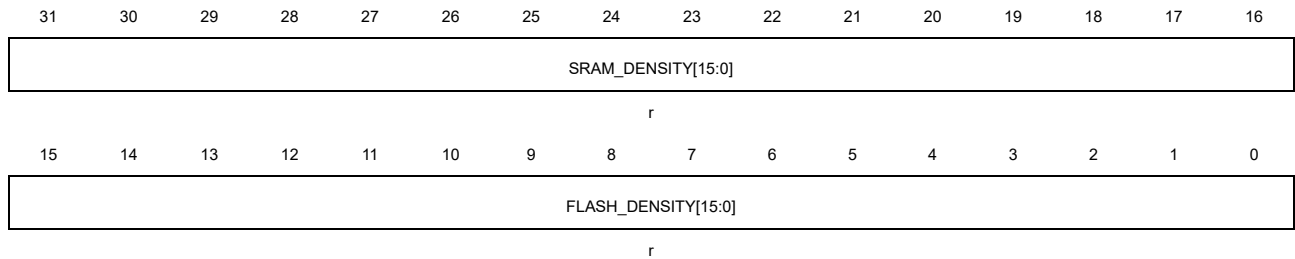 31 30 29 28 27 26 25 24 23 22 21 20 19 18 17 16
SRAM_DENSITY[15:0]
r
15 14 13 12 11 10 9 8 7 6 5 4 3 2 1 0
FLASH_DENSITY[15:0]
r